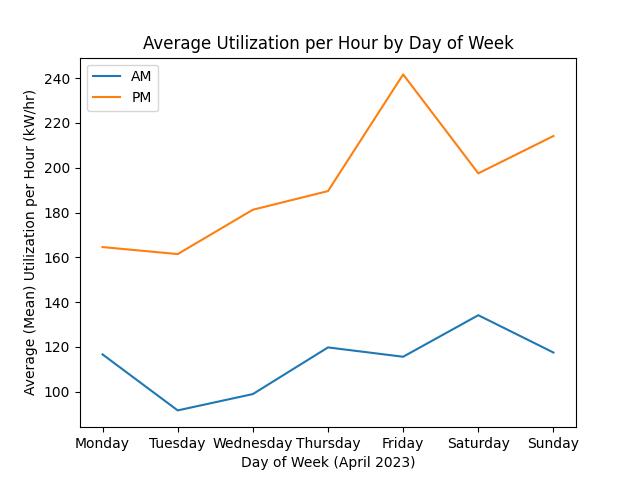 Average Utilization per Hour by Day of Week
AM
PM
Average (Mean) Utilization per Hour (kW/hr)
240
220
200
180
160
140
120
100
Monday Tuesday Wednesday Thursday Friday Saturday Sunday
Day of Week (April 2023)